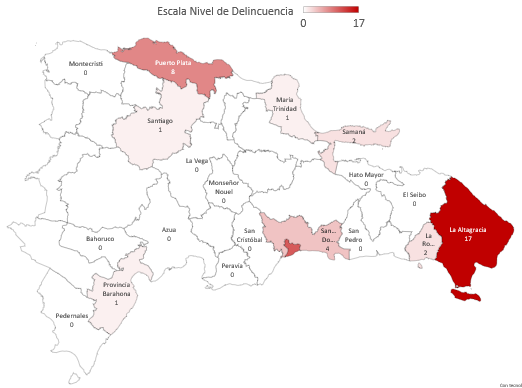 Escala Nivel de Delincuencia
0 17
Montecristi
0
Puerto Plata
8
María
Trinidad
1
Santiago
1
Samaná
2
La Vega
0
Hato Mayor
0
Monseñor
Nouel
0
El Seibo
0
Azua
0
San
Cristóbal
0
San...
Do...
4
San
Pedro
0
La Altagracia
17
La
Ro...
2
Bahoruco
0
Peravia
0
Provincia
Barahona
1
Pedernales
0